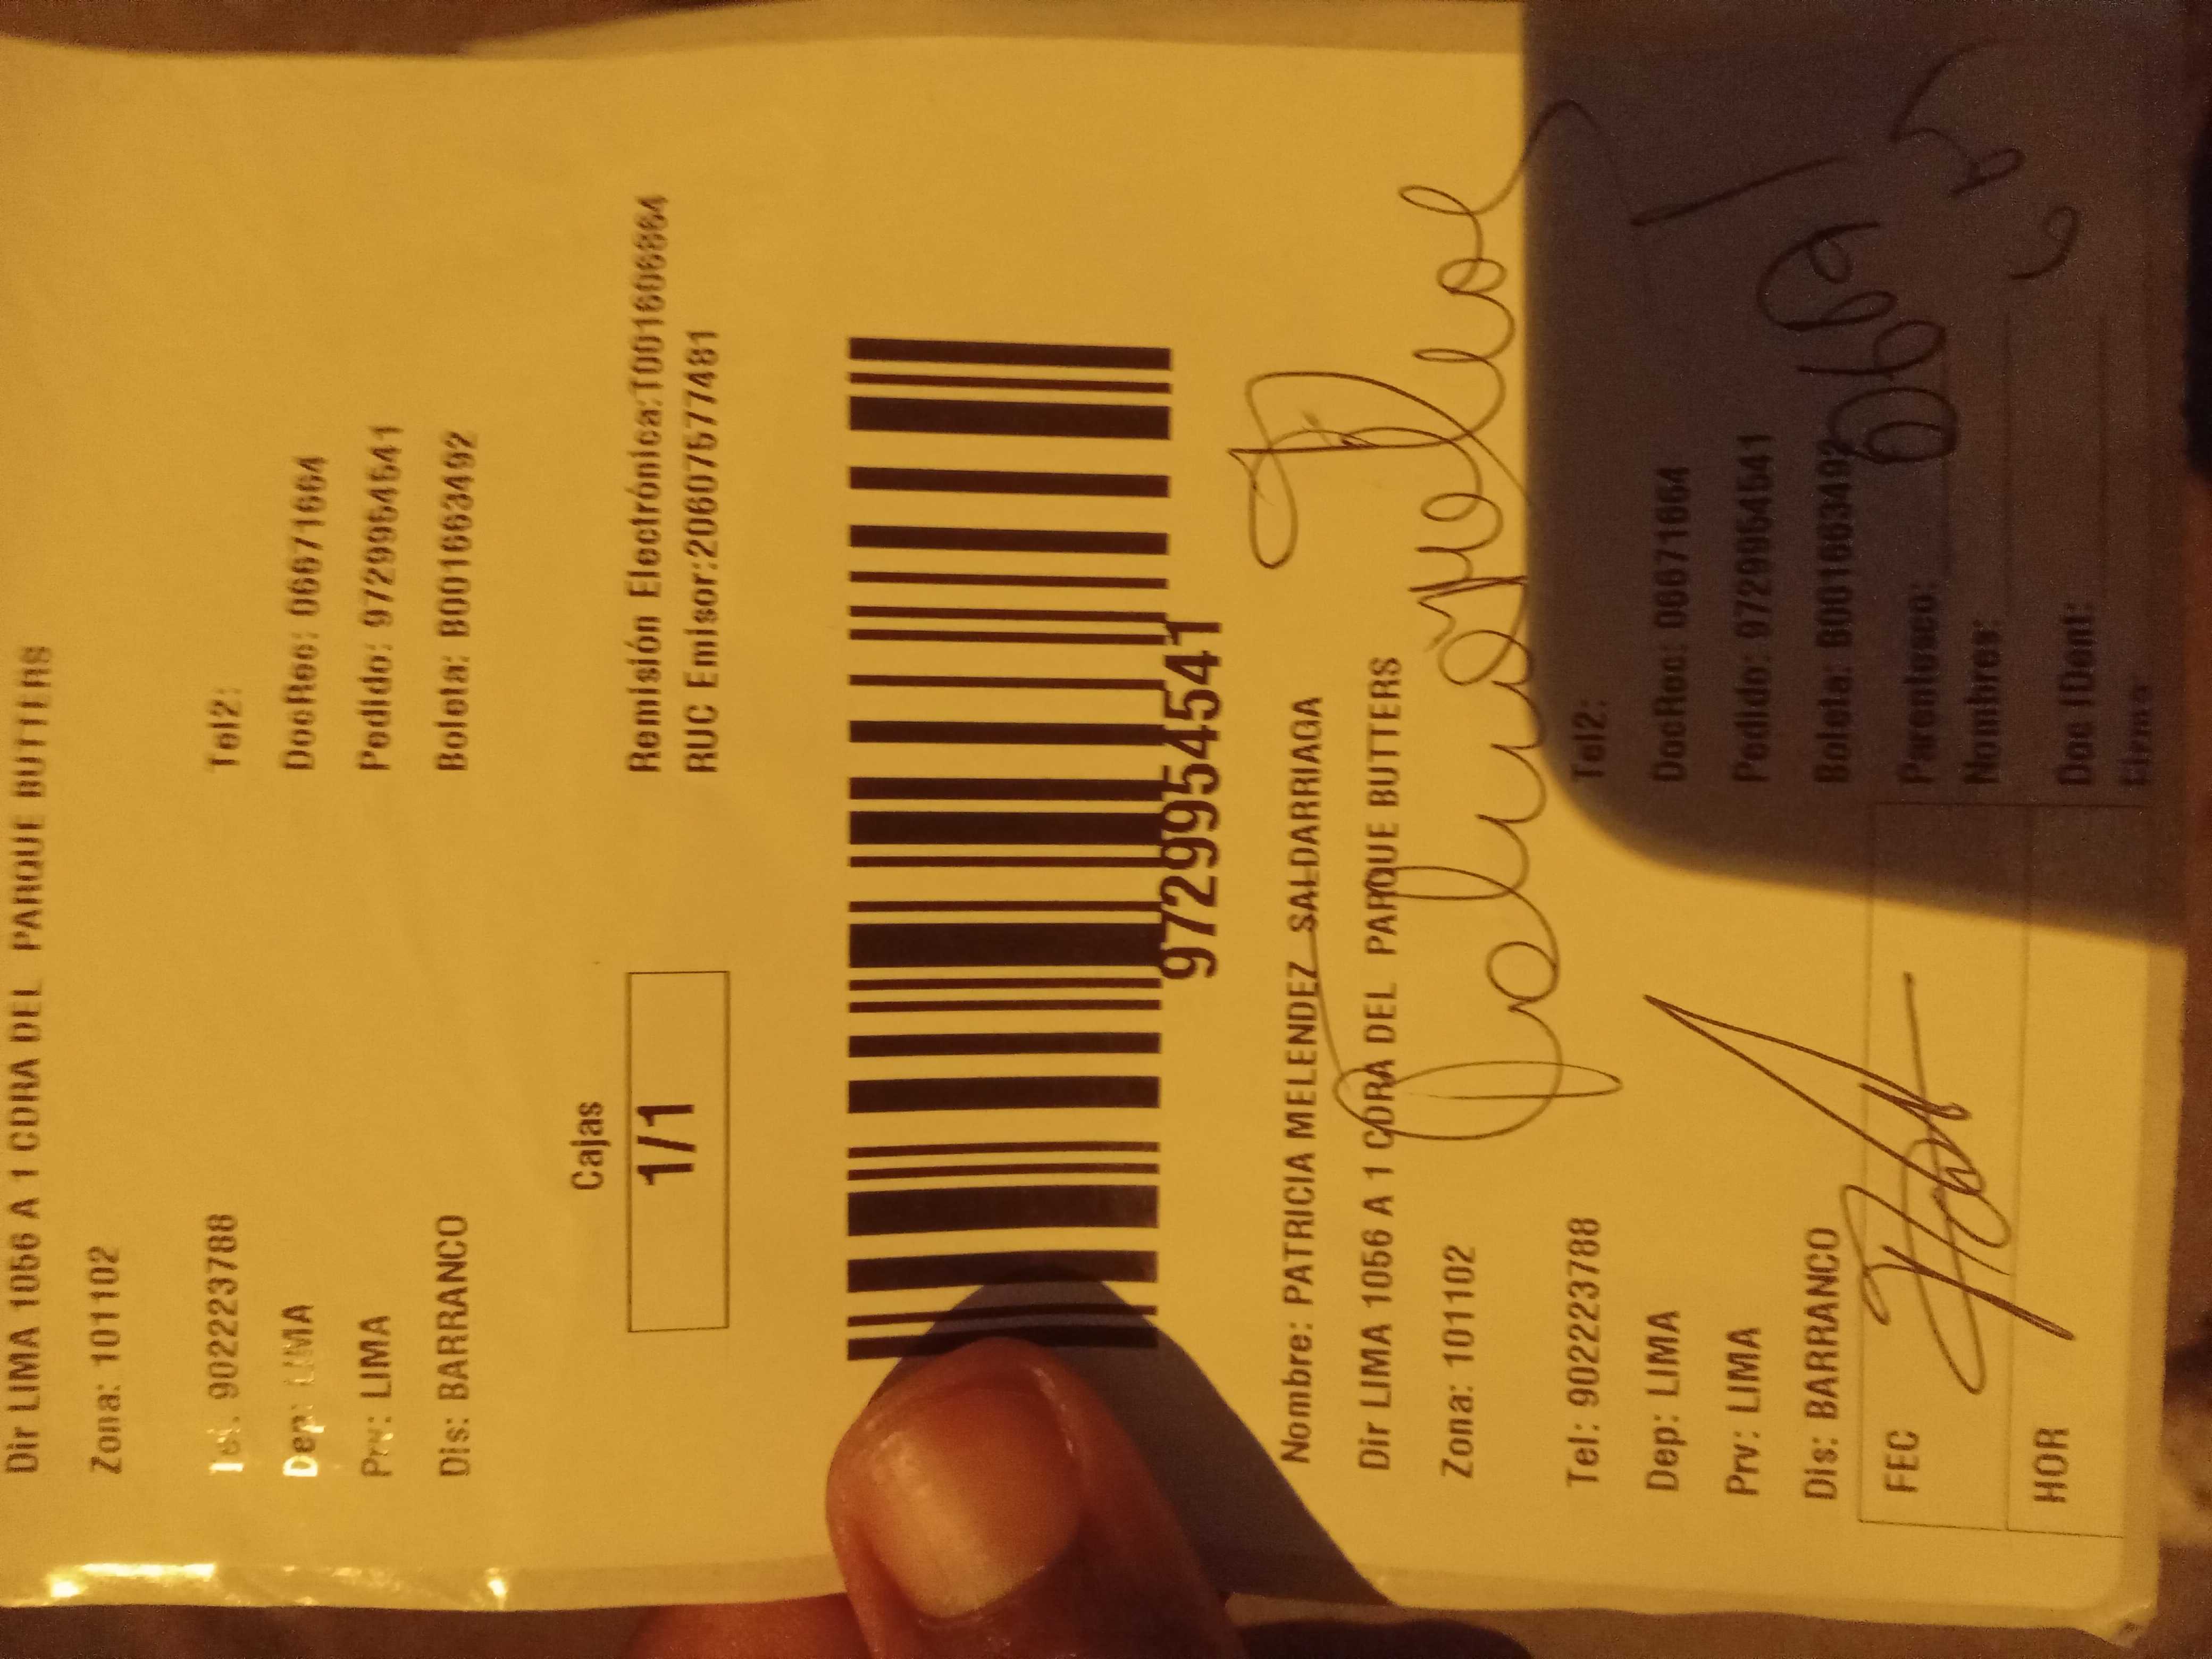 Dir LIMA 1056 A 1 CDRA DEL PARQUE BUTTERS
Zona: 101102
Tel: 902223788 Tel2:
Dep: LIMA DocRec: 06671664
Prv: LIMA Pedido: 9729954541
Dis: BARRANCO Boleta: B001663492
Cajas
1/1
Remisión Electrónica:T001606864
RUC Emisor:20607577481
9729954541
Nombre: PATRICIA MELENDEZ SALDARRIAGA
Dir LIMA 1056 A 1 CDRA DEL PARQUE BUTTERS
Zona: 101102
Tel: 902223788 Tel2:
Dep: LIMA DocRec: 06671664
Prv: LIMA Pedido: 9729954541
Dis: BARRANCO Boleta: B001663492
FEC Parentesco:
Nombres:
HOR Doc IDent:
Firma: